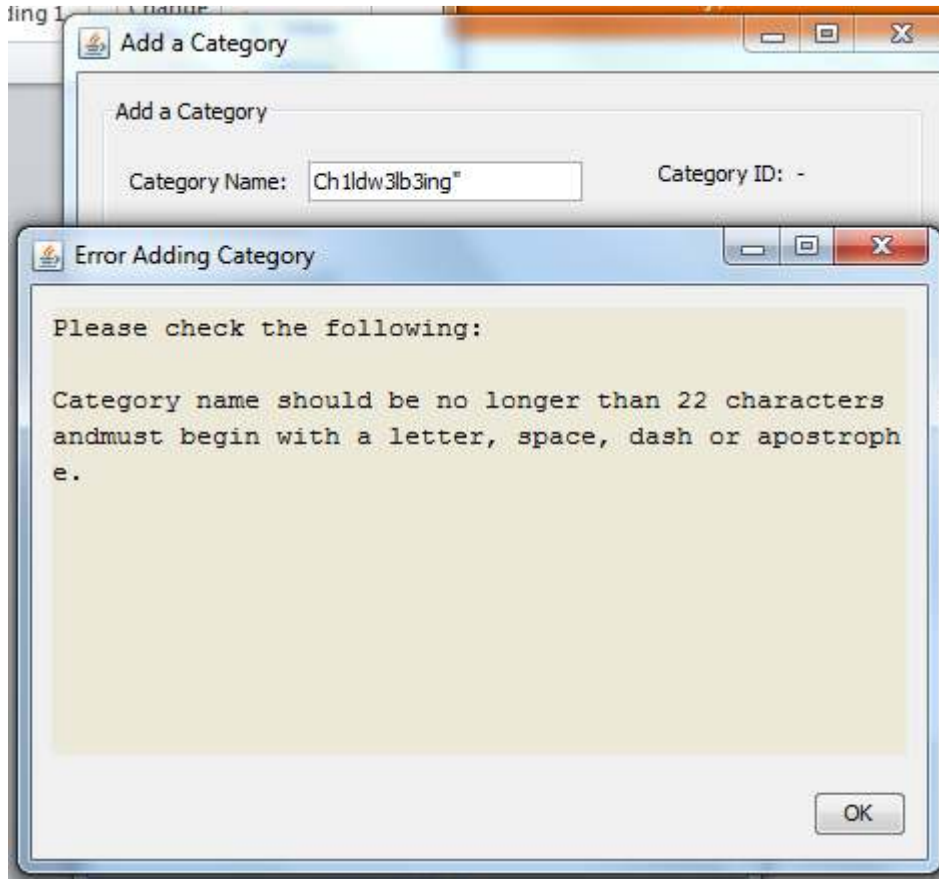 ding 1
Change
Add a Category
Add a Category
Category Name: Ch1ldw3lb3ing" Category ID: -
Error Adding Category
Please check the following:
Category name should be no longer than 22 characters
andmust begin with a letter, space, dash or apostroph
e.
OK